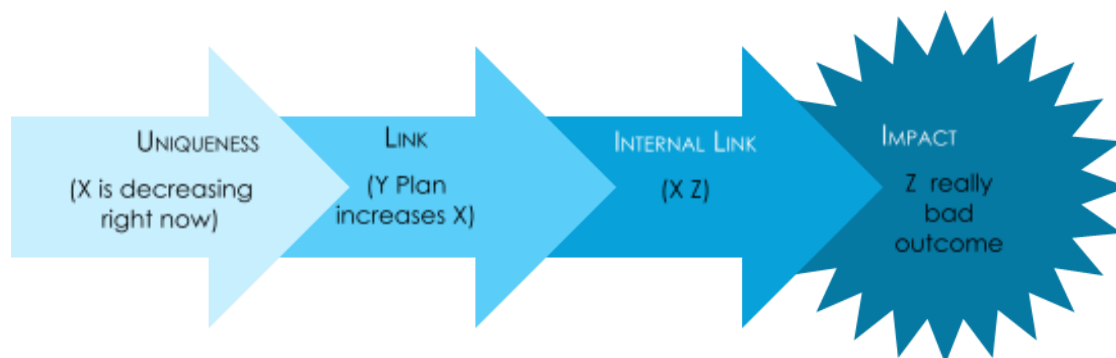 UNIQUENESS
(X is decreasing
right now)
LINK
(Y Plan
increases X)
INTERNAL LINK
(X Z)
IMPACT
Z really
bad
outcome